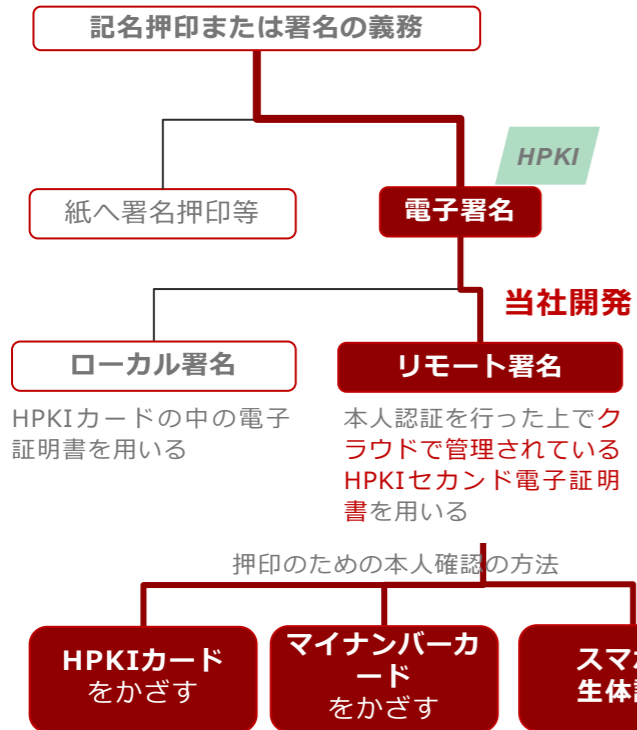 記名押印または署名の義務
HPKI
紙へ署名押印等
電子署名
当社開発
ローカル署名
リモート署名
HPKIカードの中の電子
証明書を用いる
本人認証を行った上でク
ラウドで管理されている
HPKIセカンド電子証明
書を用いる
押印のための本人確認の方法
HPKIカード
をかざす
マイナンバーカ
ード
をかざす
スマ
生体